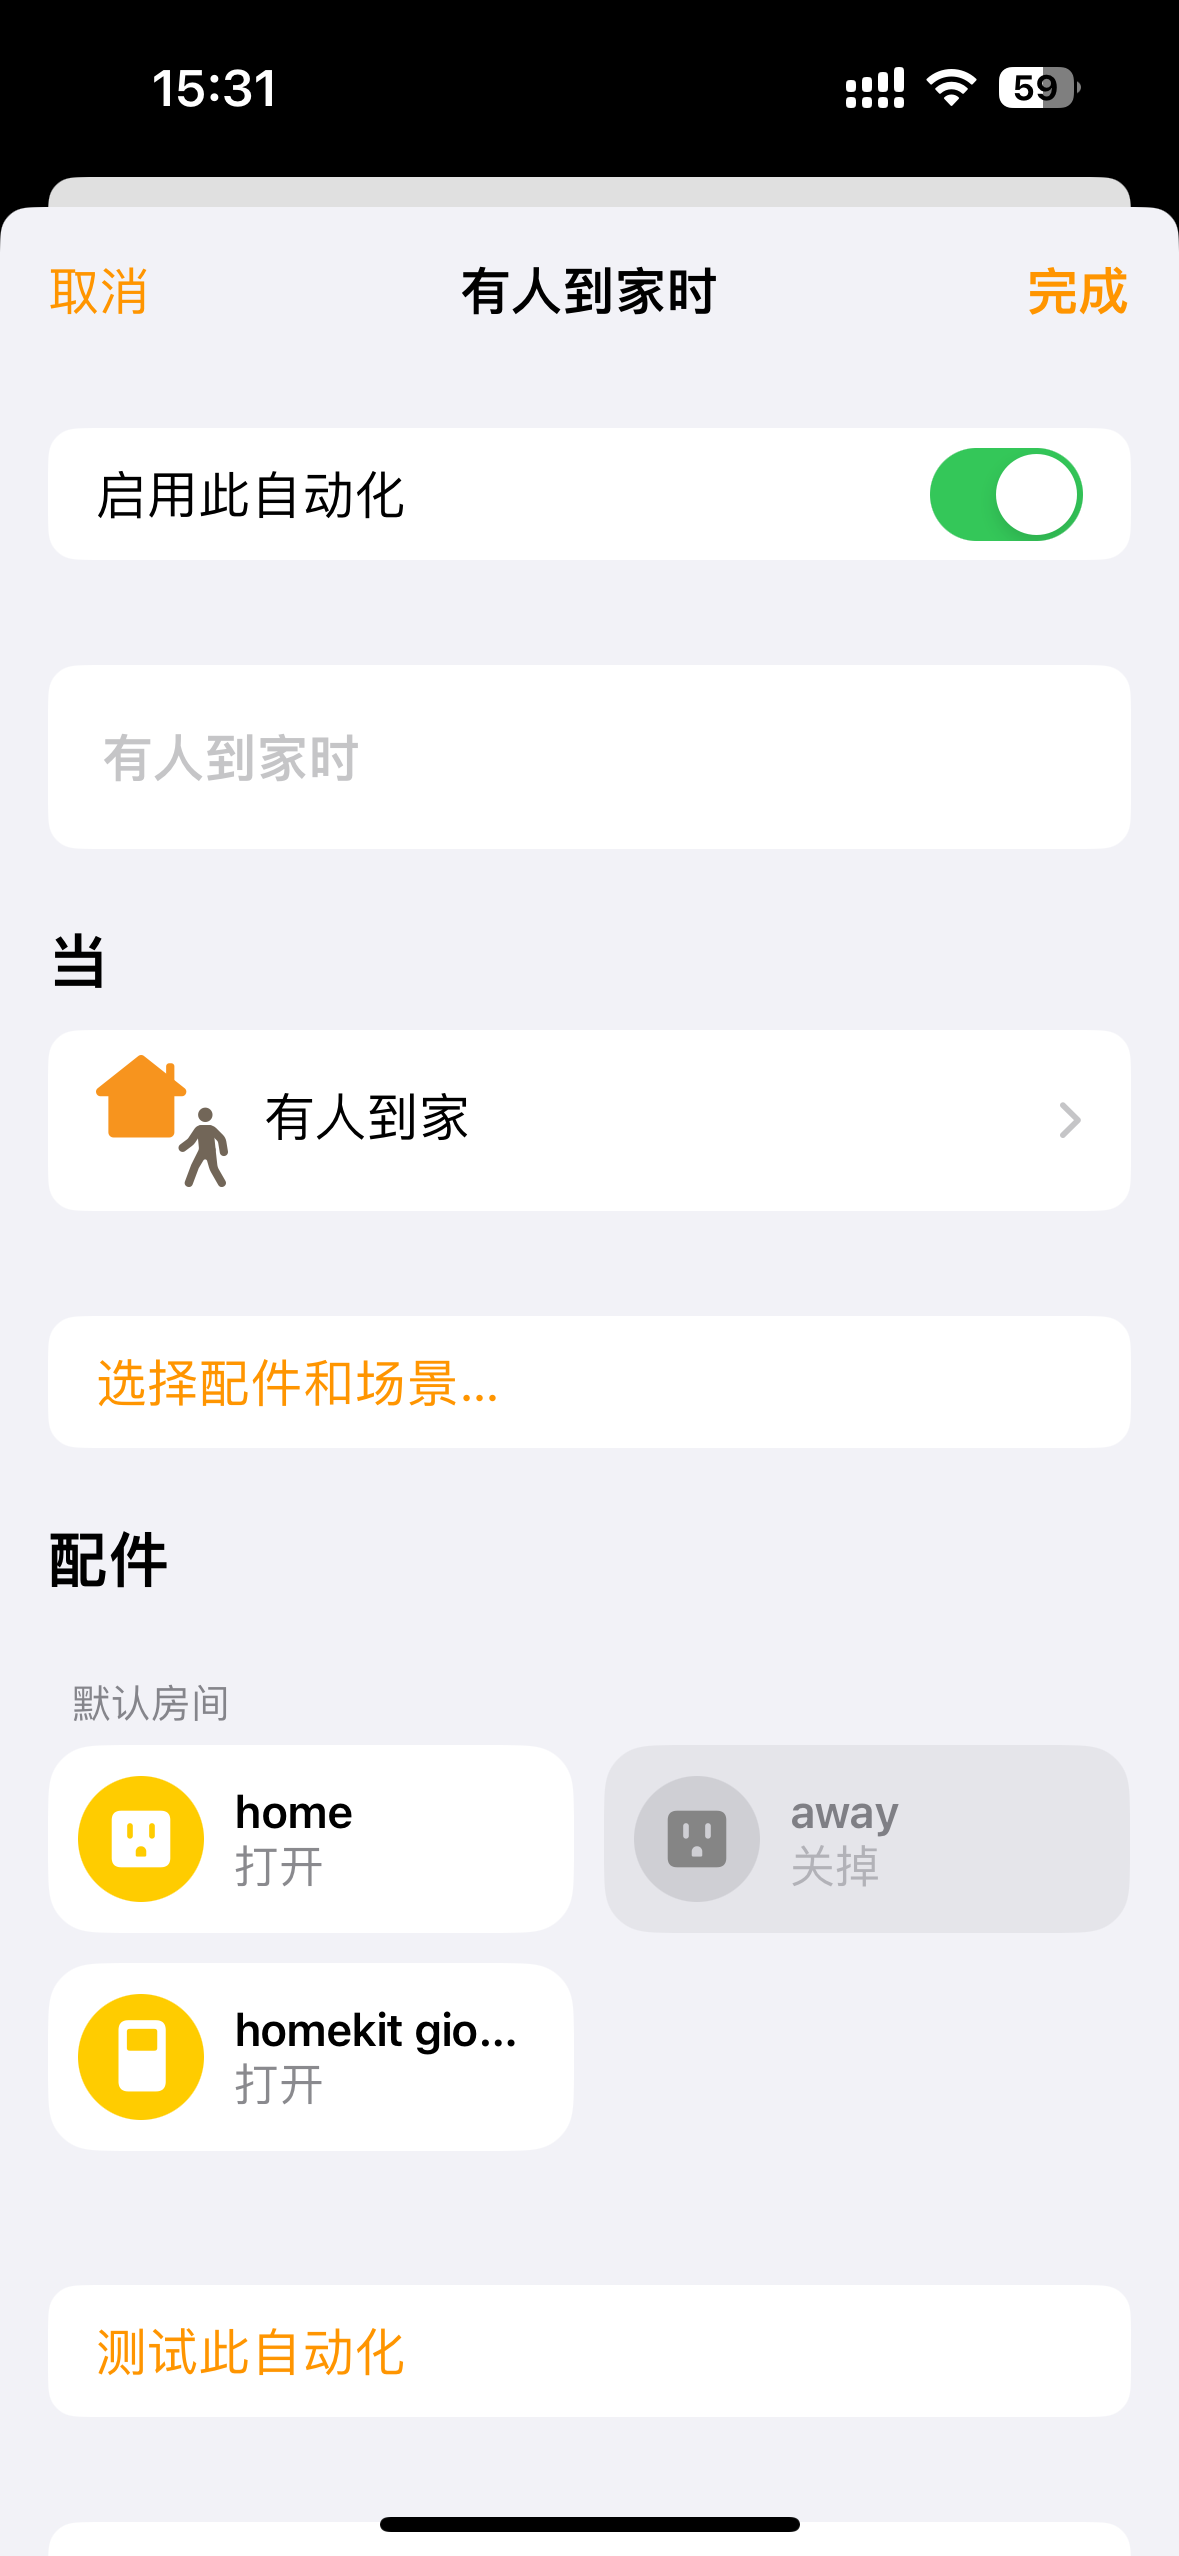 15:31
59
取消
有人到家时
完成
启用此自动化
有人到家时
当
有人到家
选择配件和场景...
配件
默认房间
home
打开
away
关掉
homekit gio...
打开
测试此自动化